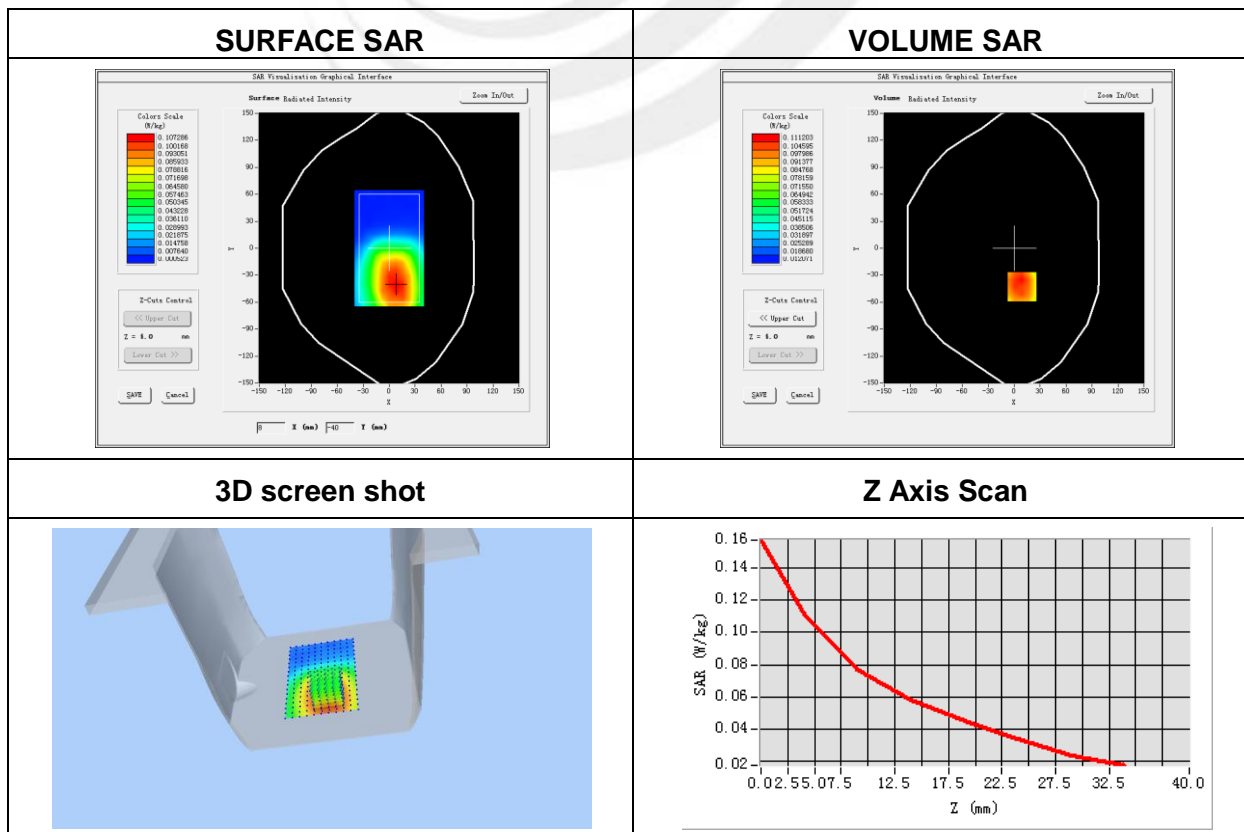 SURFACE SAR
SAR Visualisation Graphical Interface
Surface Radiated Intensity
Zoom In/Out
Colors Scale
(W/kg)
0.107286
0.100168
0.093051
0.085933
0.078816
0.071698
0.064580
0.057463
0.050345
0.043228
0.036110
0.028993
0.021875
0.014758
0.007640
0.000523
Z-Cuts Control
<< Upper Cut
Z = mm
Lower Cut >>
SAVE Cancel
150
120
90
60
30
0
-30
-60
-90
-120
-150
Y
-150 -120 -90 -60 -30 0 30 60 90 120 150
X
8 X (mm) -40 Y (mm)
VOLUME SAR
SAR Visualisation Graphical Interface
Volume Radiated Intensity
Zoom In/Out
Colors Scale
(W/kg)
0.111203
0.104595
0.097986
0.091377
0.084768
0.078159
0.071550
0.064942
0.058333
0.051724
0.045115
0.038506
0.031897
0.025289
0.018680
0.012071
Z-Cuts Control
<< Upper Cut
Z = mm
Lower Cut >>
SAVE Cancel
150
120
90
60
30
0
-30
-60
-90
-120
-150
Y
-150 -120 -90 -60 -30 0 30 60 90 120 150
X
3D screen shot
Z Axis Scan
0.16
0.14
0.12
0.10
0.08
0.06
0.04
0.02
SAR (W/kg)
0.0 2.5 5.0 7.5 12.5 17.5 22.5 27.5 32.5 40.0
Z (mm)